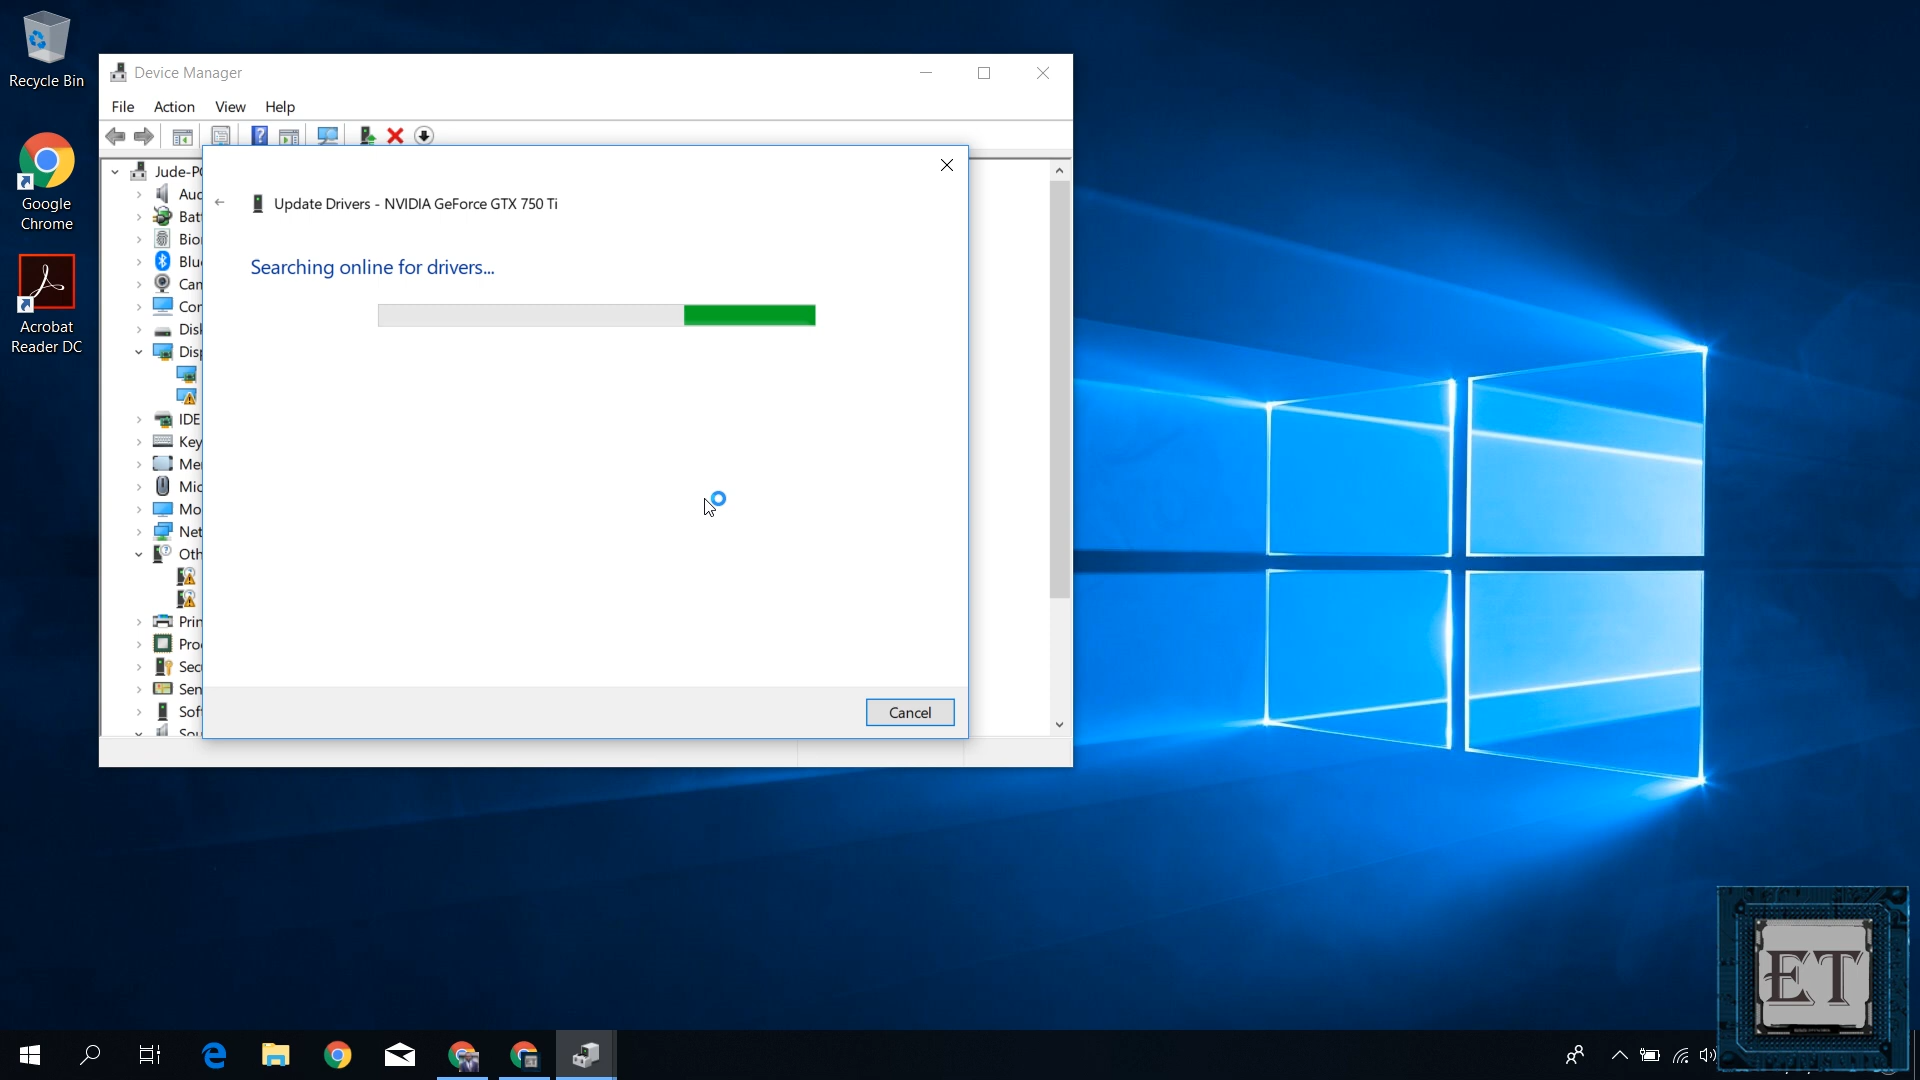 Recycle Bin
Google
Chrome
Acrobat
Reader DC
Device Manager
File Action View Help
Jude-P
Update Drivers - NVIDIA GeForce GTX 750 Ti
Searching online for drivers...
Aud
Bat
Bio
Blu
Can
Cor
Disk
Disp
IDE
Key
Me
Mic
Mo
Net
Oth
Prin
Pro
Sec
Sen
Sof
Sou
Cancel
ET